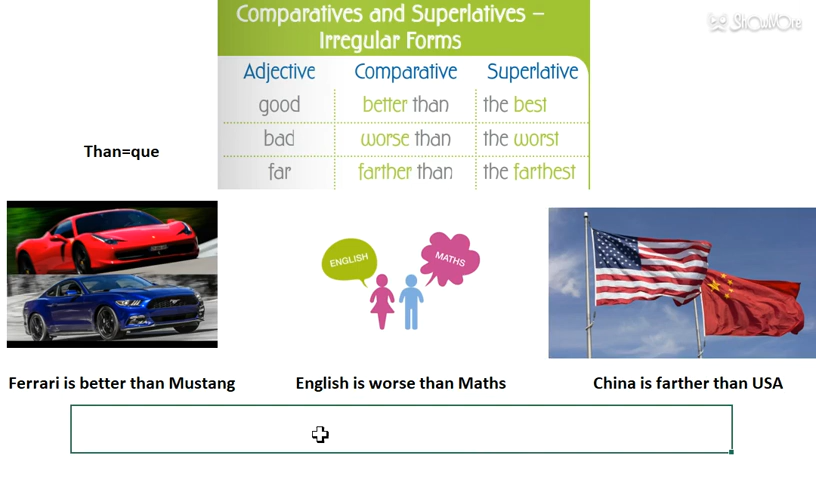 Comparatives and Superlatives –
Irregular Forms
ShowMore
Adjective Comparative Superlative
good better than the best
bad worse than the worst
far farther than the farthest
Than=que
ENGLISH
MATHS
Ferrari is better than Mustang
English is worse than Maths
China is farther than USA